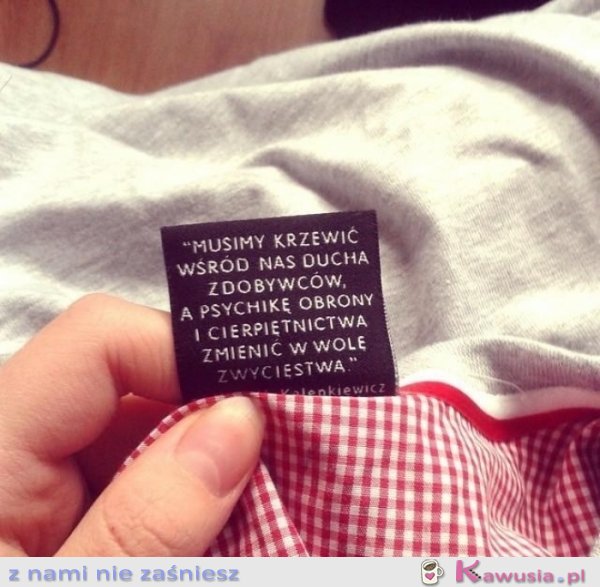 "MUSIMY KRZEWIĆ
WŚRÓD NAS DUCHA
ZDOBYWCÓW,
A PSYCHIKĘ OBRONY
I CIERPIĘTNICTWA
ZMIENIĆ W WOLĘ
ZWYCIĘSTWA."
Kalenkiewicz
z nami nie zaśniesz
Kawusia.pl